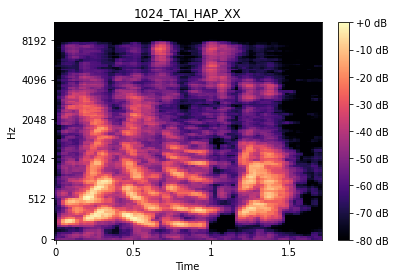 1024_TAI_HAP_XX
Hz
8192
4096
2048
1024
512
0
0
0.5
1
1.5
Time
+0 dB
-10 dB
-20 dB
-30 dB
-40 dB
-50 dB
-60 dB
-70 dB
-80 dB